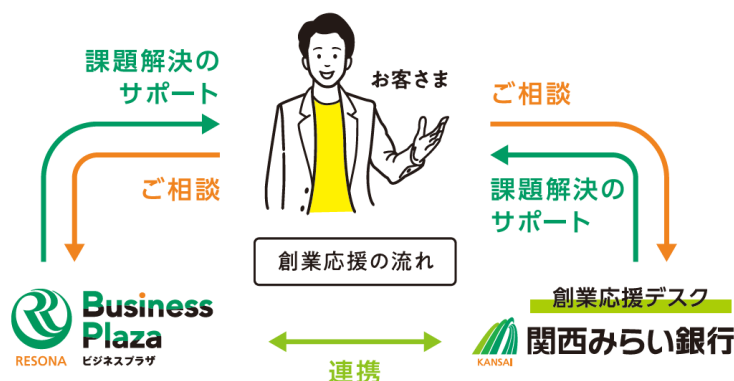 課題解決の
サポート
お客さま
ご相談
ご相談
課題解決の
サポート
創業応援の流れ
RESONA
Business
Plaza
ビジネスプラザ
創業応援デスク
KANSAI
関西みらい銀行
連携